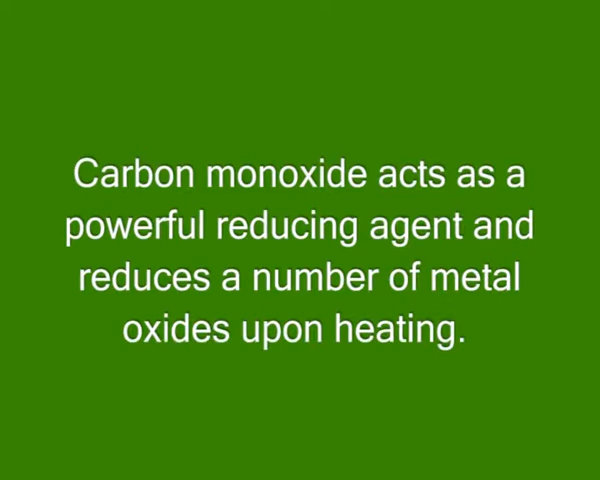 Carbon monoxide acts as a
powerful reducing agent and
reduces a number of metal
oxides upon heating.